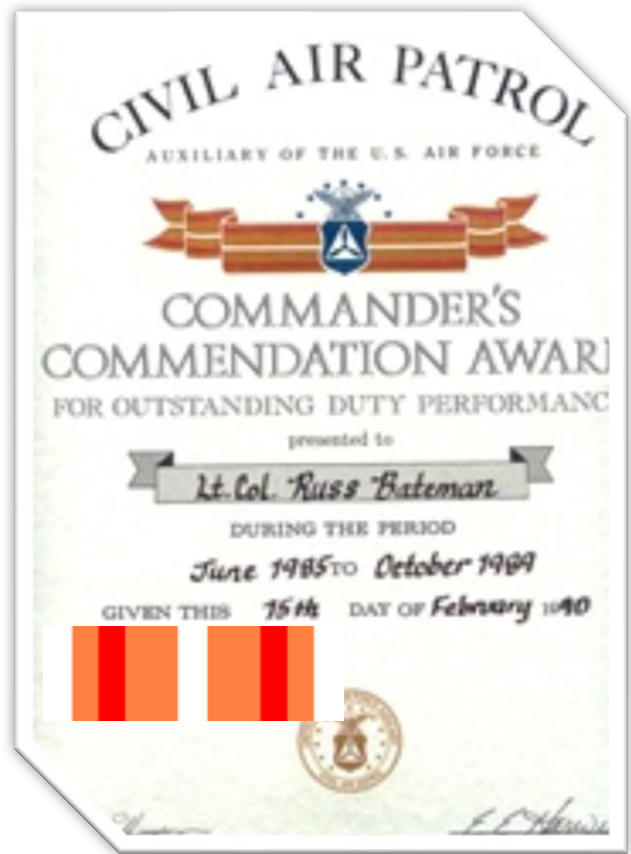 CIVIL AIR PATROL
AUXILIARY OF THE U.S. AIR FORCE
COMMANDER'S
COMMENDATION AWAR
FOR OUTSTANDING DUTY PERFORMANC
presented to
Lt. Col. Russ Bateman
DURING THE PERIOD
June 1985 TO October 1989
GIVEN THIS 15th DAY OF February 1990